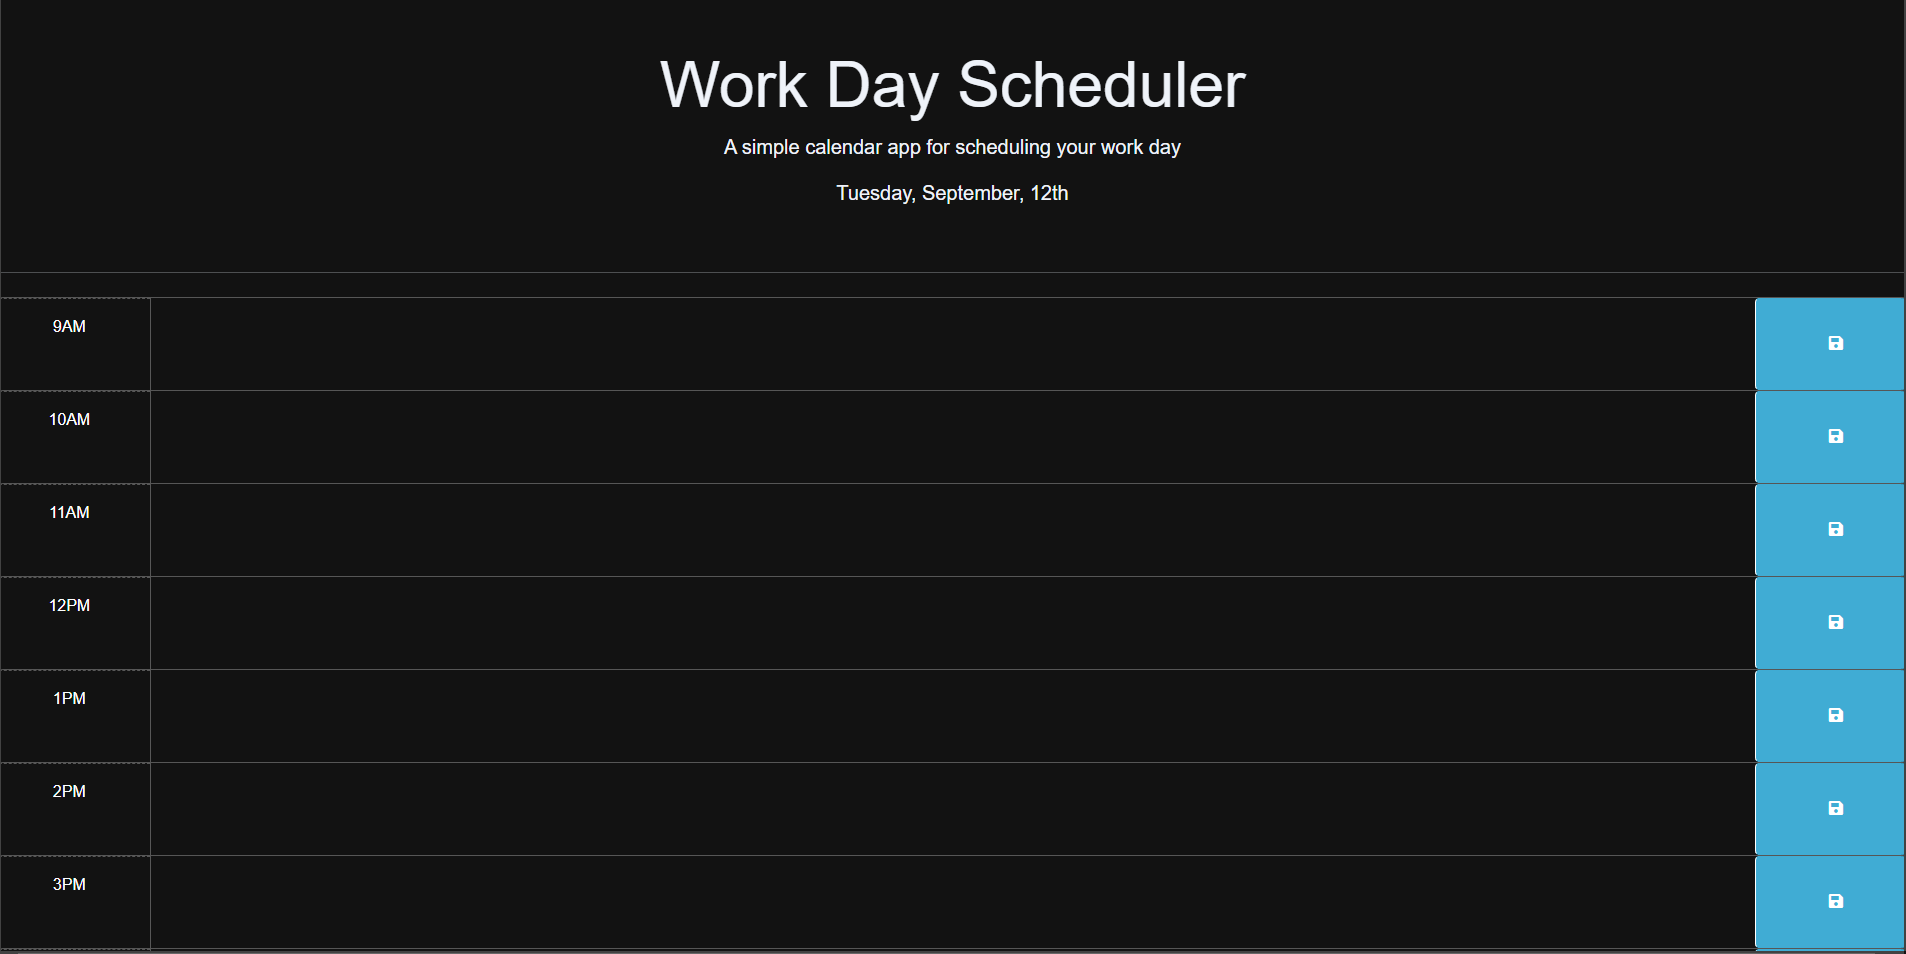 Work Day Scheduler
A simple calendar app for scheduling your work day
Tuesday, September, 12th
9AM
10AM
11AM
12PM
1PM
2PM
3PM